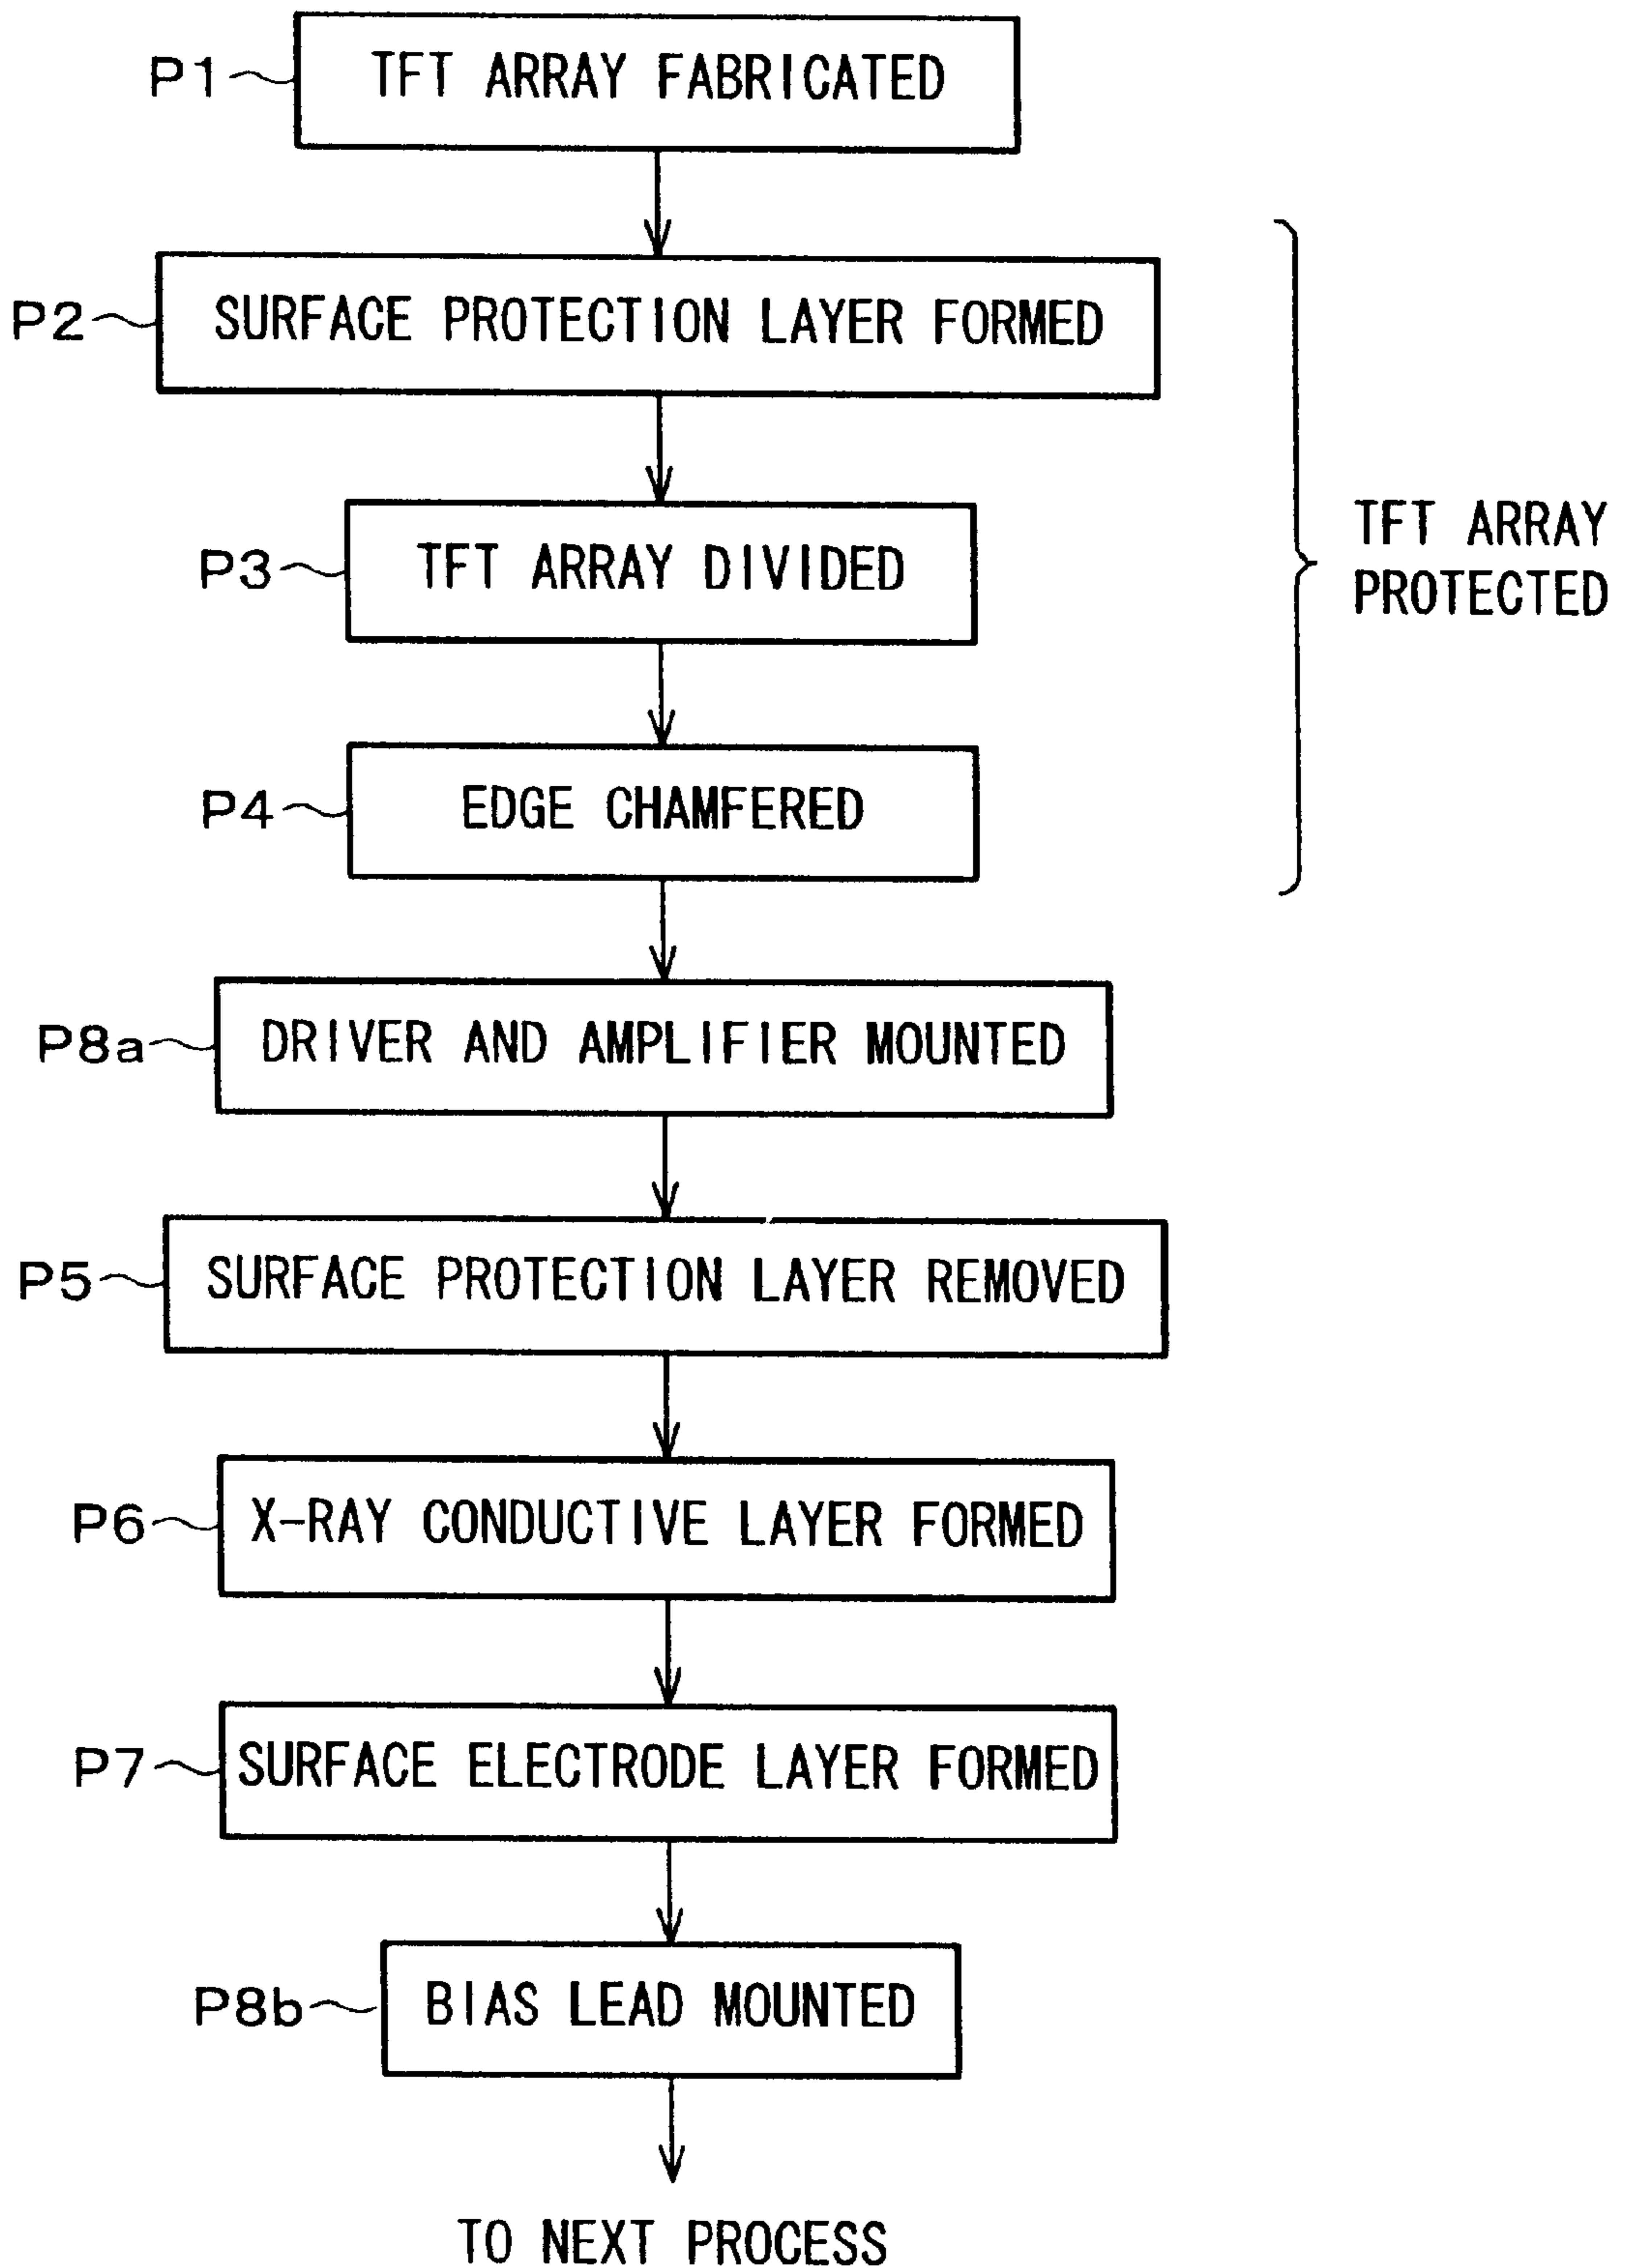 P1 TFT ARRAY FABRICATED
P2 SURFACE PROTECTION LAYER FORMED
P3 TFT ARRAY DIVIDED
TFT ARRAY
PROTECTED
P4 EDGE CHAMFERED
P8a DRIVER AND AMPLIFIER MOUNTED
P5 SURFACE PROTECTION LAYER REMOVED
P6 X-RAY CONDUCTIVE LAYER FORMED
P7 SURFACE ELECTRODE LAYER FORMED
P8b BIAS LEAD MOUNTED
TO NEXT PROCESS